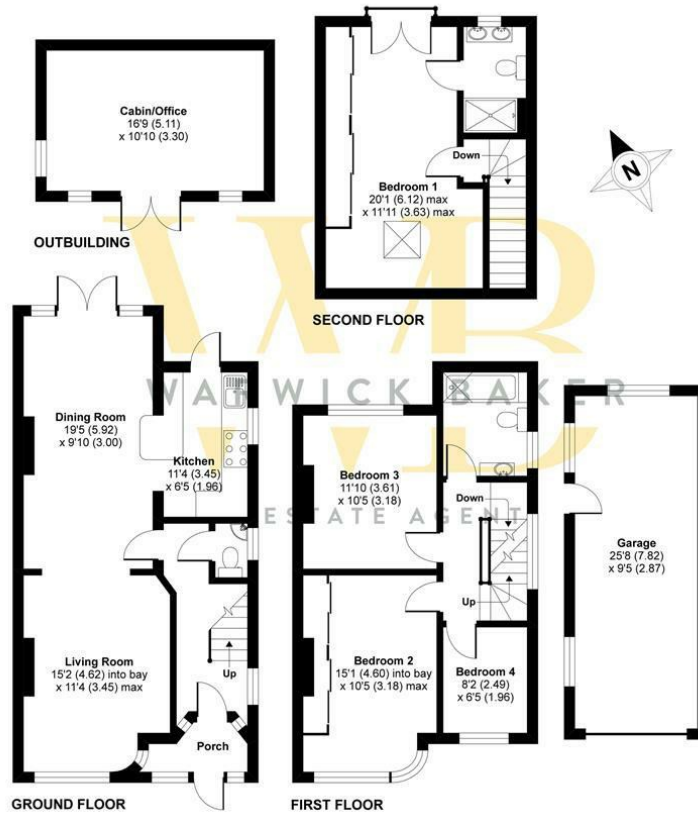 Cabin/Office
16'9 (5.11)
x 10'10 (3.30)
OUTBUILDING
Down
Bedroom 1
20'1 (6.12) max
x 11'11 (3.63) max
SECOND FLOOR
N
WB
WARWICK BAKER
ESTATE AGENT
Dining Room
19'5 (5.92)
x 9'10 (3.00)
Kitchen
11'4 (3.45)
x 6'5 (1.96)
Living Room
15'2 (4.62) into bay
x 11'4 (3.45) max
Up
Porch
GROUND FLOOR
Bedroom 3
11'10 (3.61)
x 10'5 (3.18)
Down
Up
Bedroom 2
15'1 (4.60) into bay
x 10'5 (3.18) max
Bedroom 4
8'2 (2.49)
x 6'5 (1.96)
FIRST FLOOR
Garage
25'8 (7.82)
x 9'5 (2.87)